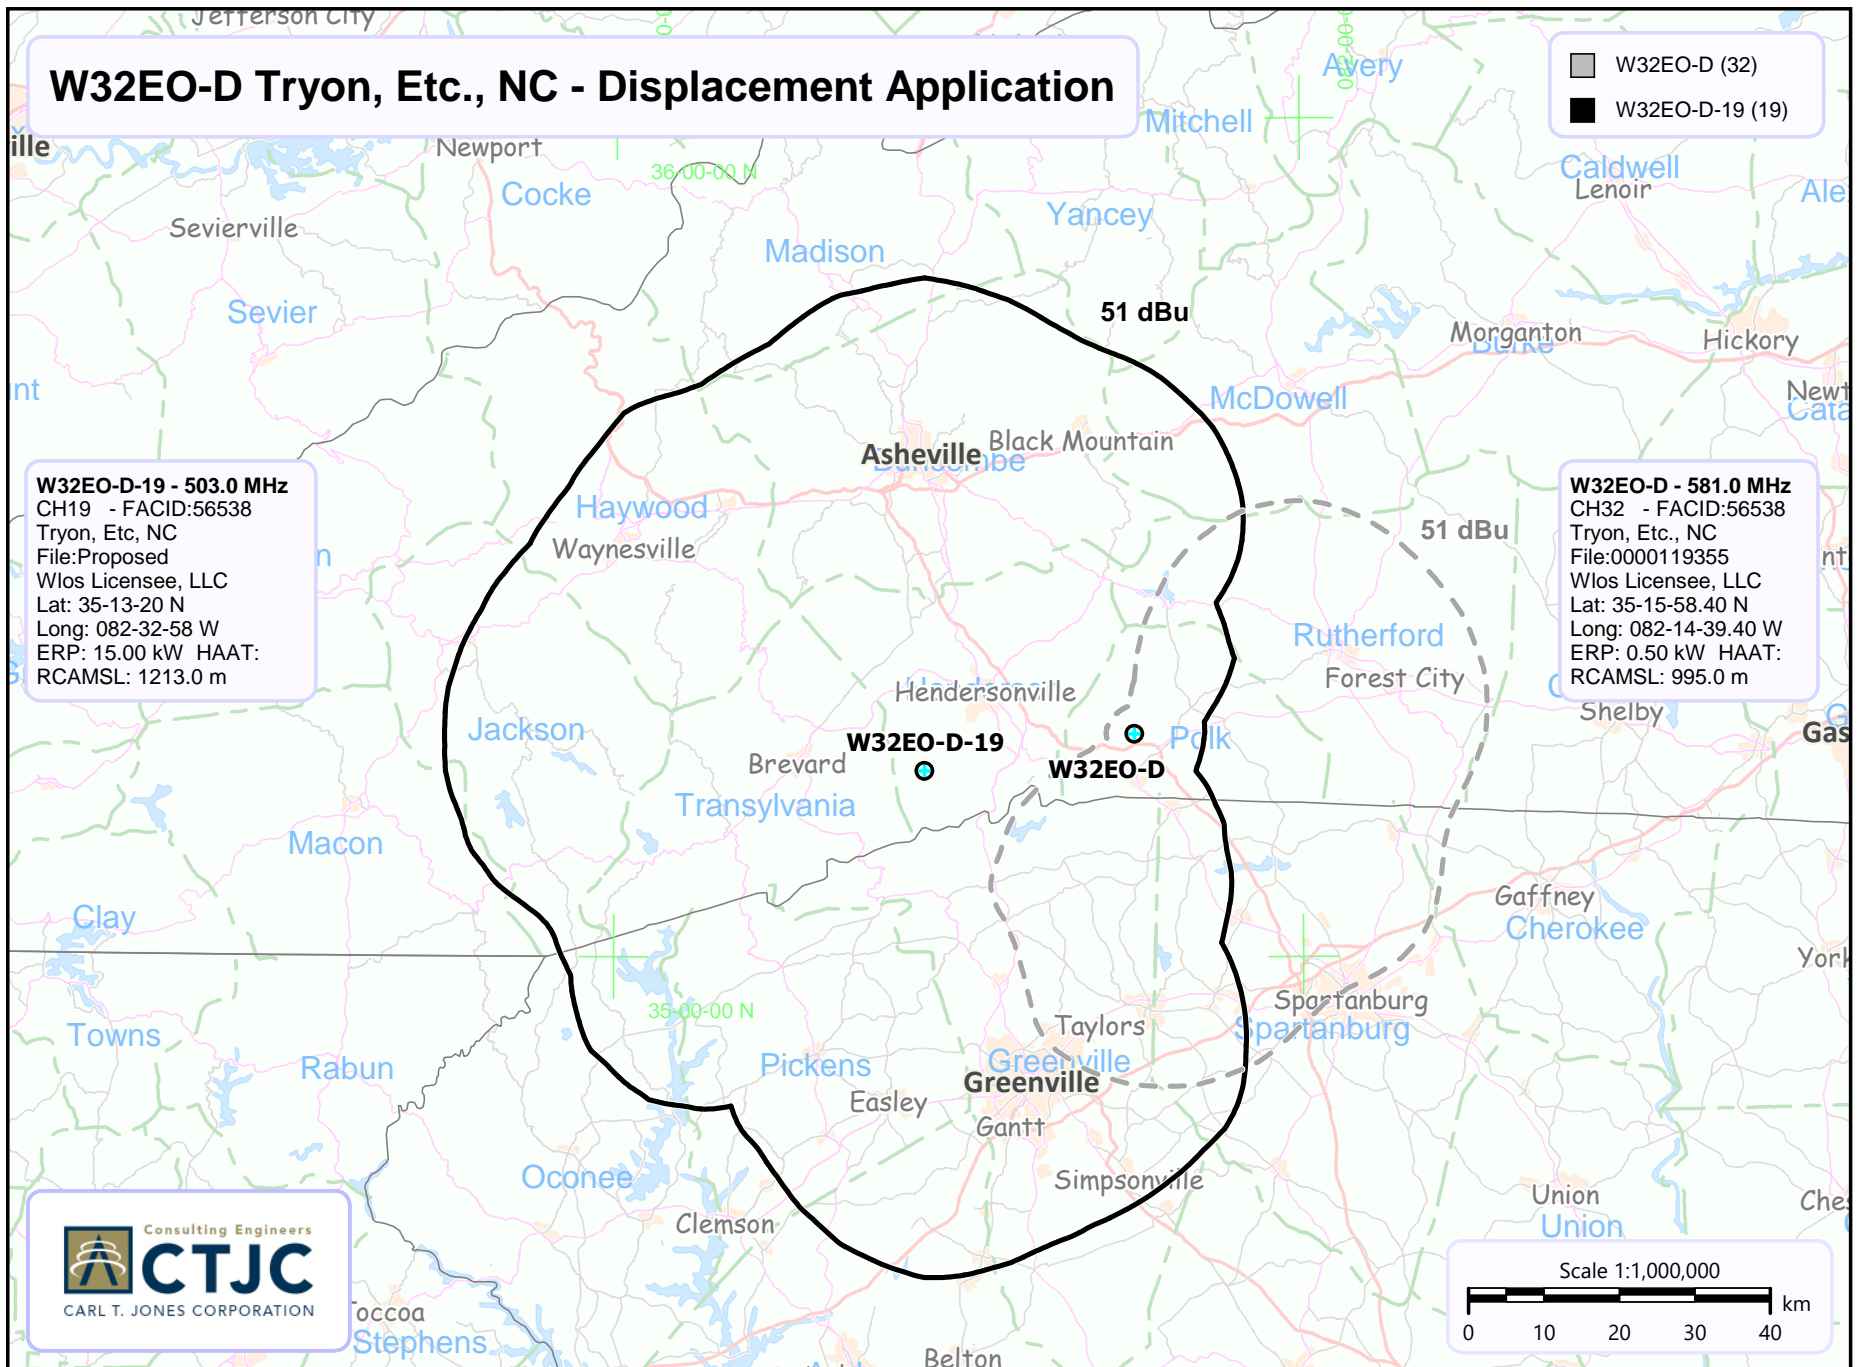 Jefferson City
W32EO-D Tryon, Etc., NC - Displacement Application
W32EO-D (32)
W32EO-D-19 (19)
Avery
Mitchell
ille
Newport
36-00-00 N
Cocke
Caldwell
Lenoir
Ale
Sevierville
Yancey
Madison
Sevier
51 dBu
Morganton
Burke
Hickory
McDowell
Newt
Cata
Black Mountain
Asheville
Buncombe
W32EO-D-19 - 503.0 MHz
CH19 - FACID:56538
Tryon, Etc, NC
File:Proposed
Wlos Licensee, LLC
Lat: 35-13-20 N
Long: 082-32-58 W
ERP: 15.00 kW HAAT:
RCAMSL: 1213.0 m
Haywood
Waynesville
51 dBu
W32EO-D - 581.0 MHz
CH32 - FACID:56538
Tryon, Etc., NC
File:0000119355
Wlos Licensee, LLC
Lat: 35-15-58.40 N
Long: 082-14-39.40 W
ERP: 0.50 kW HAAT:
RCAMSL: 995.0 m
Rutherford
Forest City
Hendersonville
Shelby
Gas
Jackson
W32EO-D-19
Polk
Brevard
W32EO-D
Transylvania
Macon
Gaffney
Cherokee
Clay
York
35-00-00 N
Spartanburg
Spartanburg
Taylors
Towns
Rabun
Pickens
Greenville
Greenville
Easley
Gantt
Oconee
Simpsonville
Clemson
Union
Union
Ches
Consulting Engineers
CTJC
CARL T. JONES CORPORATION
Toccoa
Stephens
Belton
Scale 1:1,000,000
km
0 10 20 30 40